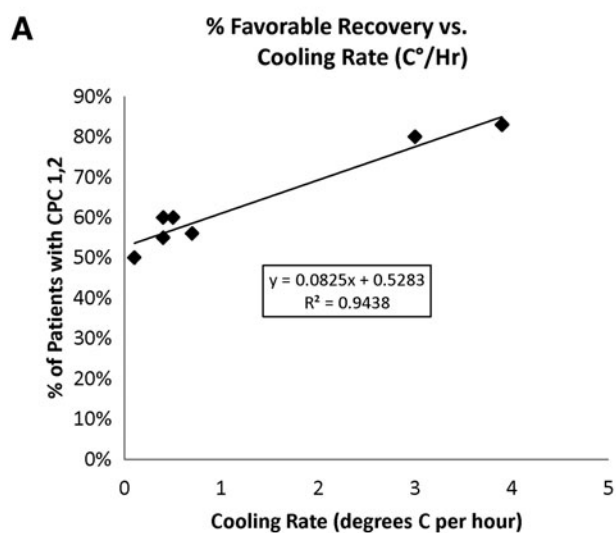 A
% Favorable Recovery vs.
Cooling Rate (C°/Hr)
% of Patients with CPC 1,2
90%
80%
70%
60%
50%
40%
30%
20%
10%
0%
y = 0.0825x + 0.5283
R² = 0.9438
0 1 2 3 4 5
Cooling Rate (degrees C per hour)